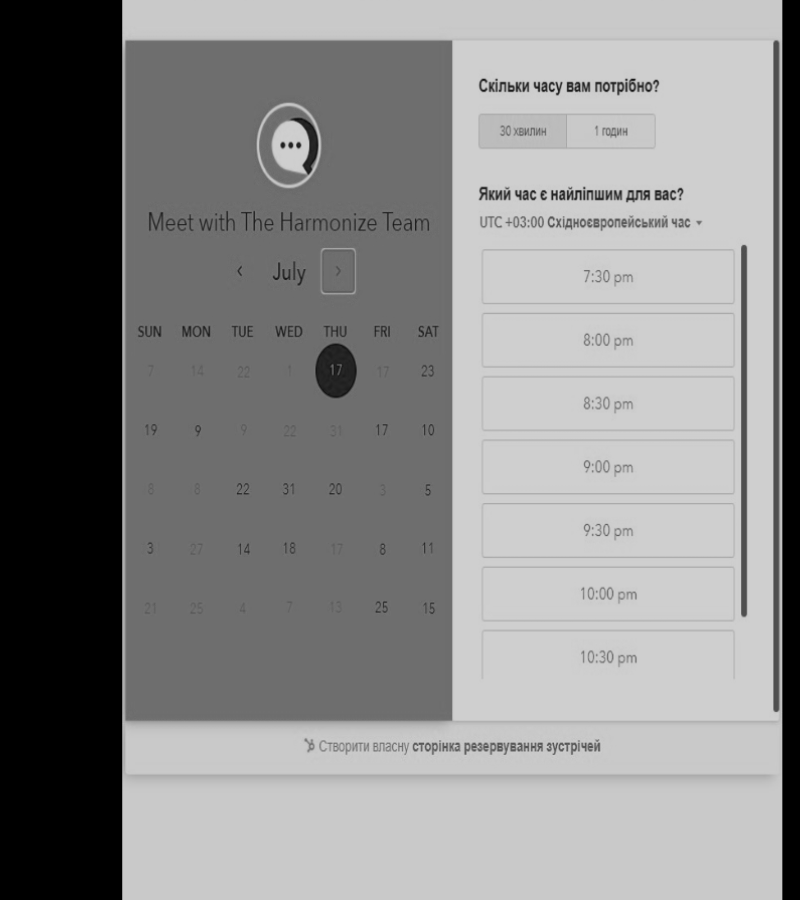 Meet with The Harmonize Team
July
SUN MON TUE WED THU FRI SAT
7 14 22 1 17 17 23
19 9 9 22 31 17 10
8 8 22 31 20 3 5
3 27 14 18 17 8 11
21 25 4 7 13 25 15
Скільки часу вам потрібно?
30 хвилин 1 годин
Який час є найліпшим для вас?
UTC +03:00 Східноєвропейський час
7:30 pm
8:00 pm
8:30 pm
9:00 pm
9:30 pm
10:00 pm
10:30 pm
Створити власну сторінка резервування зустрічей